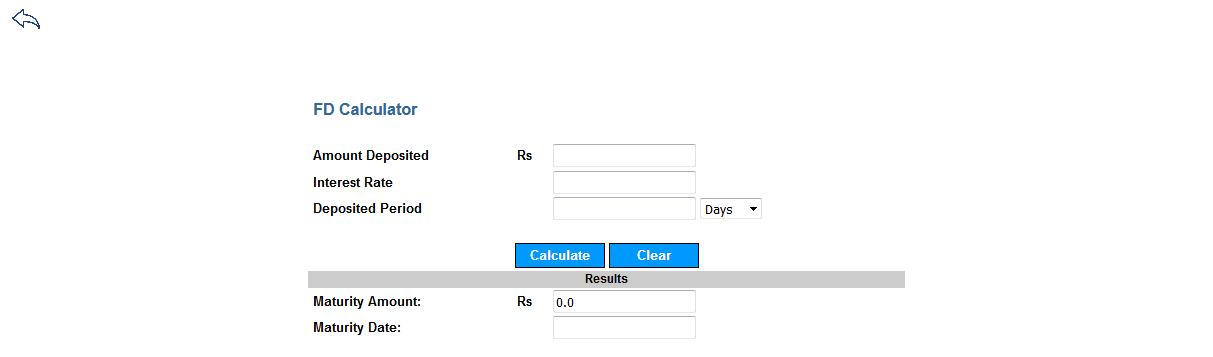 FD Calculator
Amount Deposited Rs
Interest Rate
Deposited Period Days
Calculate Clear
Results
Maturity Amount: Rs 0.0
Maturity Date: